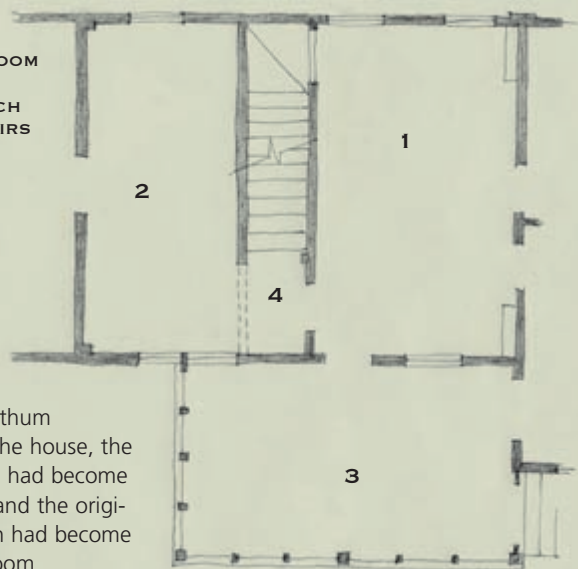 OOM
CH
IRS
1
2
4
3
thum
he house, the
had become
and the origi-
n had become
oom